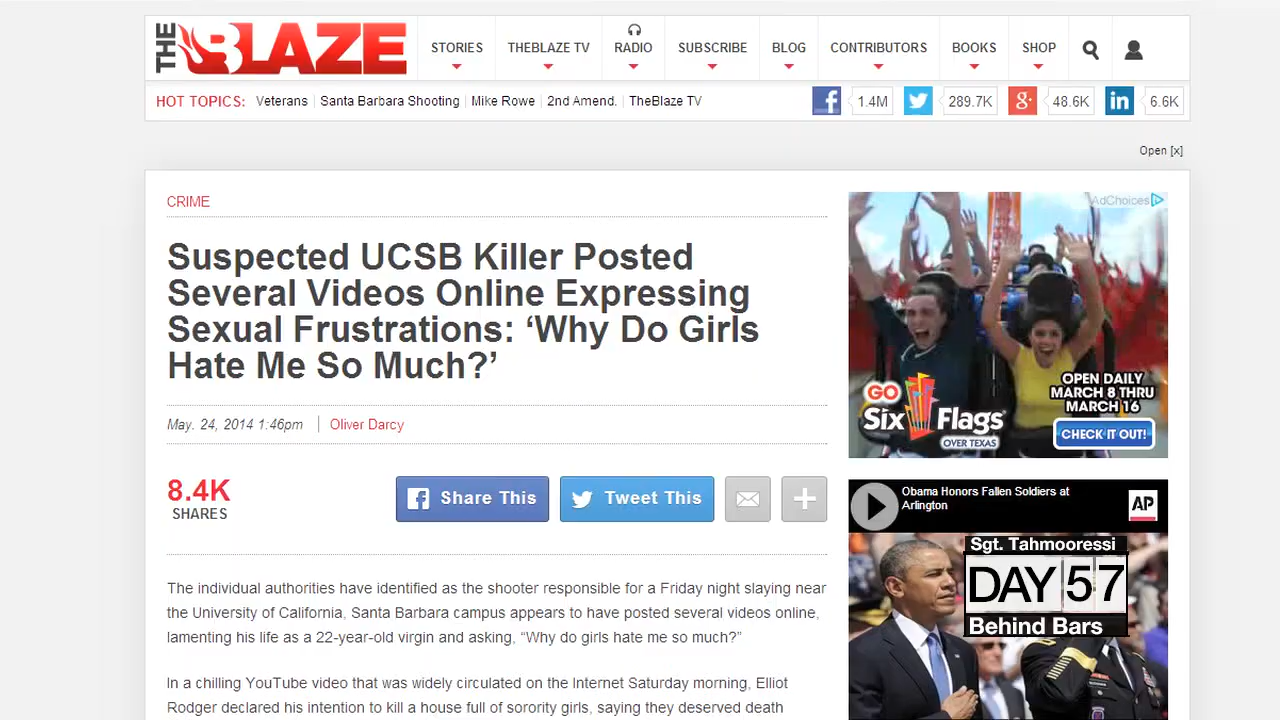 THE BLAZE
STORIES THEBLAZE TV RADIO SUBSCRIBE BLOG CONTRIBUTORS BOOKS SHOP
HOT TOPICS: Veterans Santa Barbara Shooting Mike Rowe 2nd Amend. TheBlaze TV f 1.4M 289.7K g+ 48.6K in 6.6K
Open [x]
CRIME
Suspected UCSB Killer Posted
Several Videos Online Expressing
Sexual Frustrations: ‘Why Do Girls
Hate Me So Much?’
May. 24, 2014 1:46pm Oliver Darcy
8.4K
SHARES
f Share This
Tweet This
+
The individual authorities have identified as the shooter responsible for a Friday night slaying near
the University of California, Santa Barbara campus appears to have posted several videos online,
lamenting his life as a 22-year-old virgin and asking, “Why do girls hate me so much?”
In a chilling YouTube video that was widely circulated on the Internet Saturday morning, Elliot
Rodger declared his intention to kill a house full of sorority girls, saying they deserved death
AdChoices
GO
Six Flags
OVER TEXAS
OPEN DAILY
MARCH 8 THRU
MARCH 16
CHECK IT OUT!
Obama Honors Fallen Soldiers at
Arlington
AP
Sgt. Tahmooressi
DAY 57
Behind Bars